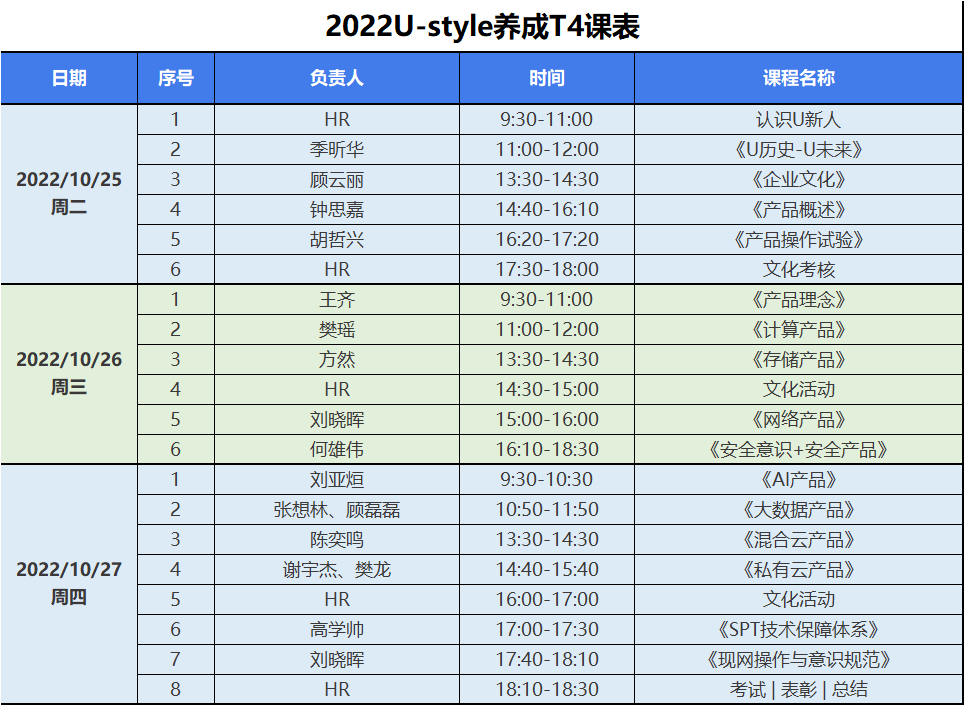 2022U-style养成T4课表
日期 序号 负责人 时间 课程名称
2022/10/25
周二
1 HR 9:30-11:00 认识U新人
2 季昕华 11:00-12:00 《U历史-U未来》
3 顾云丽 13:30-14:30 《企业文化》
4 钟思嘉 14:40-16:10 《产品概述》
5 胡哲兴 16:20-17:20 《产品操作试验》
6 HR 17:30-18:00 文化考核
2022/10/26
周三
1 王齐 9:30-11:00 《产品理念》
2 樊瑶 11:00-12:00 《计算产品》
3 方然 13:30-14:30 《存储产品》
4 HR 14:30-15:00 文化活动
5 刘晓晖 15:00-16:00 《网络产品》
6 何雄伟 16:10-18:30 《安全意识+安全产品》
2022/10/27
周四
1 刘亚烜 9:30-10:30 《AI产品》
2 张想林、顾磊磊 10:50-11:50 《大数据产品》
3 陈奕鸣 13:30-14:30 《混合云产品》
4 谢宇杰、樊龙 14:40-15:40 《私有云产品》
5 HR 16:00-17:00 文化活动
6 高学帅 17:00-17:30 《SPT技术保障体系》
7 刘晓晖 17:40-18:10 《现网操作与意识规范》
8 HR 18:10-18:30 考试 | 表彰 | 总结